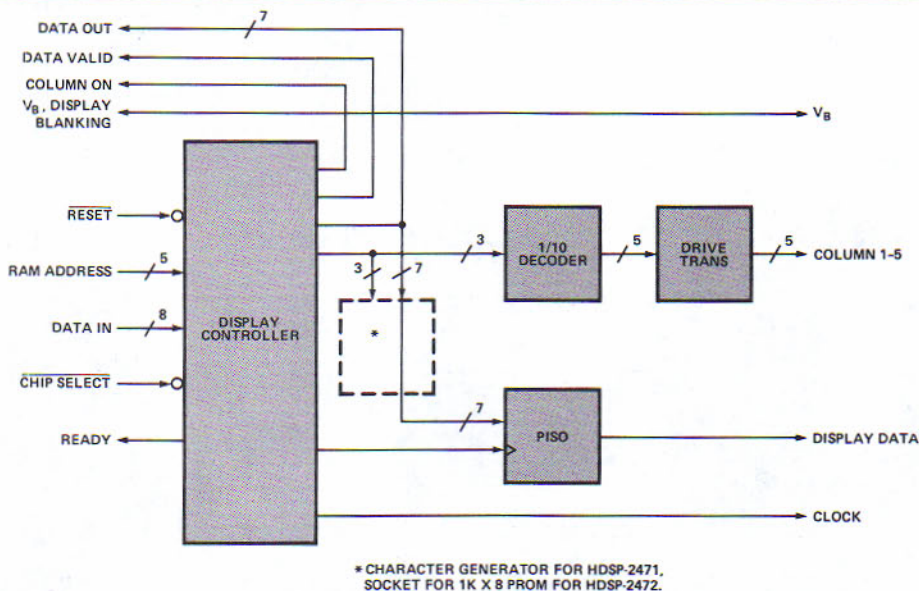 7
DATA OUT
DATA VALID
COLUMN ON
V_B, DISPLAY
BLANKING
V_B
RESET
RAM ADDRESS
5
DATA IN
8
CHIP SELECT
READY
DISPLAY
CONTROLLER
3
7
*
3
1/10
DECODER
5
DRIVE
TRANS
5
COLUMN 1-5
7
PISO
DISPLAY DATA
CLOCK
* CHARACTER GENERATOR FOR HDSP-2471,
SOCKET FOR 1K X 8 PROM FOR HDSP-2472.